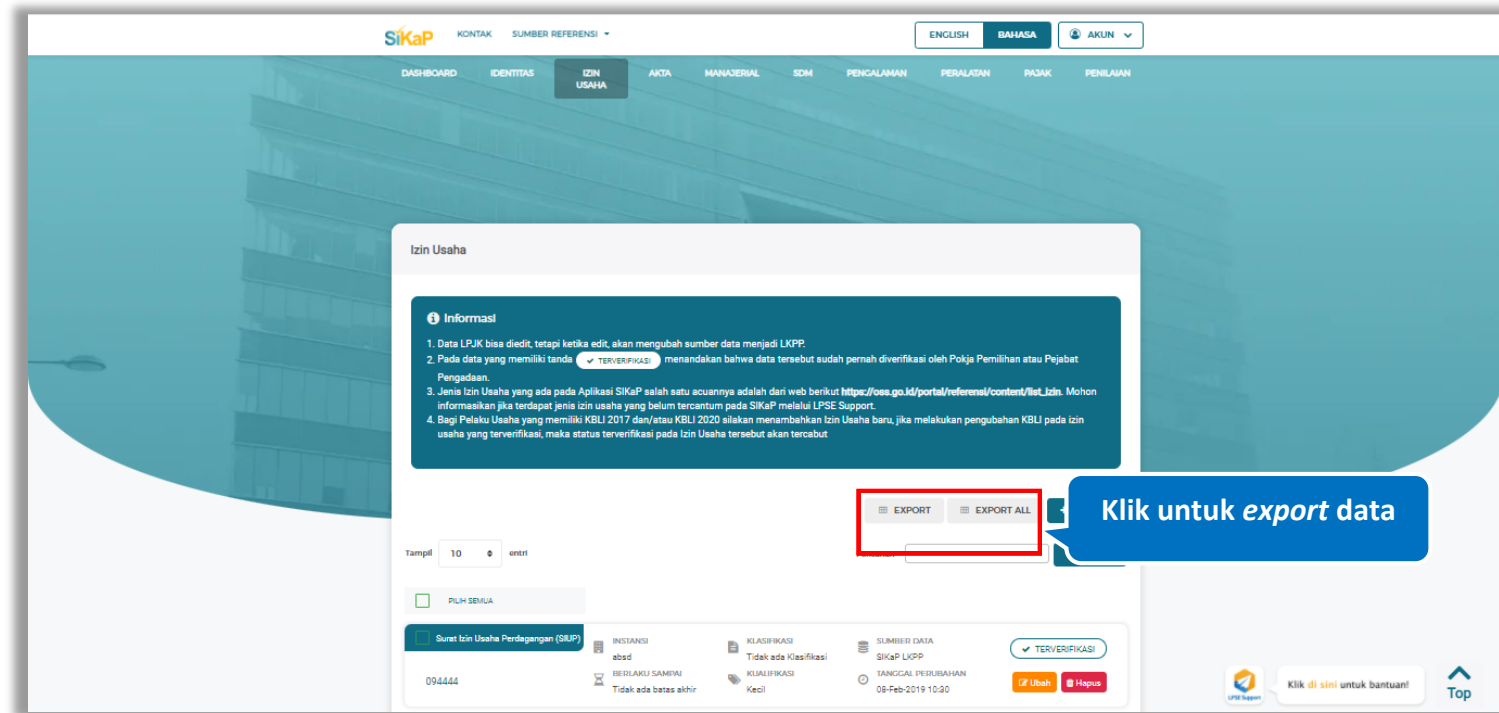 SiKaP KONTAK SUMBER REFERENSI ENGLISH BAHASA AKUN
DASHBOARD IDENTITAS IZIN USAHA AKTA MANAJERIAL SDM PENGALAMAN PERALATAN PAJAK PENILAIAN
Izin Usaha
Informasi
1. Data LPJK bisa diedit, tetapi ketika edit, akan mengubah sumber data menjadi LKPP.
2. Pada data yang memiliki tanda TERVERIFIKASI menandakan bahwa data tersebut sudah pernah diverifikasi oleh Pokja Pemilihan atau Pejabat
Pengadaan.
3. Jenis Izin Usaha yang ada pada Aplikasi SIKaP salah satu acuannya adalah dari web berikut https://oss.go.id/portal/referensi/content/list_izin. Mohon
informasikan jika terdapat jenis izin usaha yang belum tercantum pada SIKaP melalui LPSE Support.
4. Bagi Pelaku Usaha yang memiliki KBLI 2017 dan/atau KBLI 2020 silakan menambahkan Izin Usaha baru, jika melakukan pengubahan KBLI pada izin
usaha yang terverifikasi, maka status terverifikasi pada Izin Usaha tersebut akan tercabut
EXPORT EXPORT ALL +
Klik untuk export data
Tampil 10 entri
PILIH SEMUA
Surat Izin Usaha Perdagangan (SIUP)
094444
INSTANSI
absd
BERLAKU SAMPAI
Tidak ada batas akhir
KLASIFIKASI
Tidak ada Klasifikasi
KUALIFIKASI
Kecil
SUMBER DATA
SIKaP LKPP
TANGGAL PERUBAHAN
08-Feb-2019 10:30
TERVERIFIKASI
Ubah Hapus
LPSE Support
Klik di sini untuk bantuan!
Top